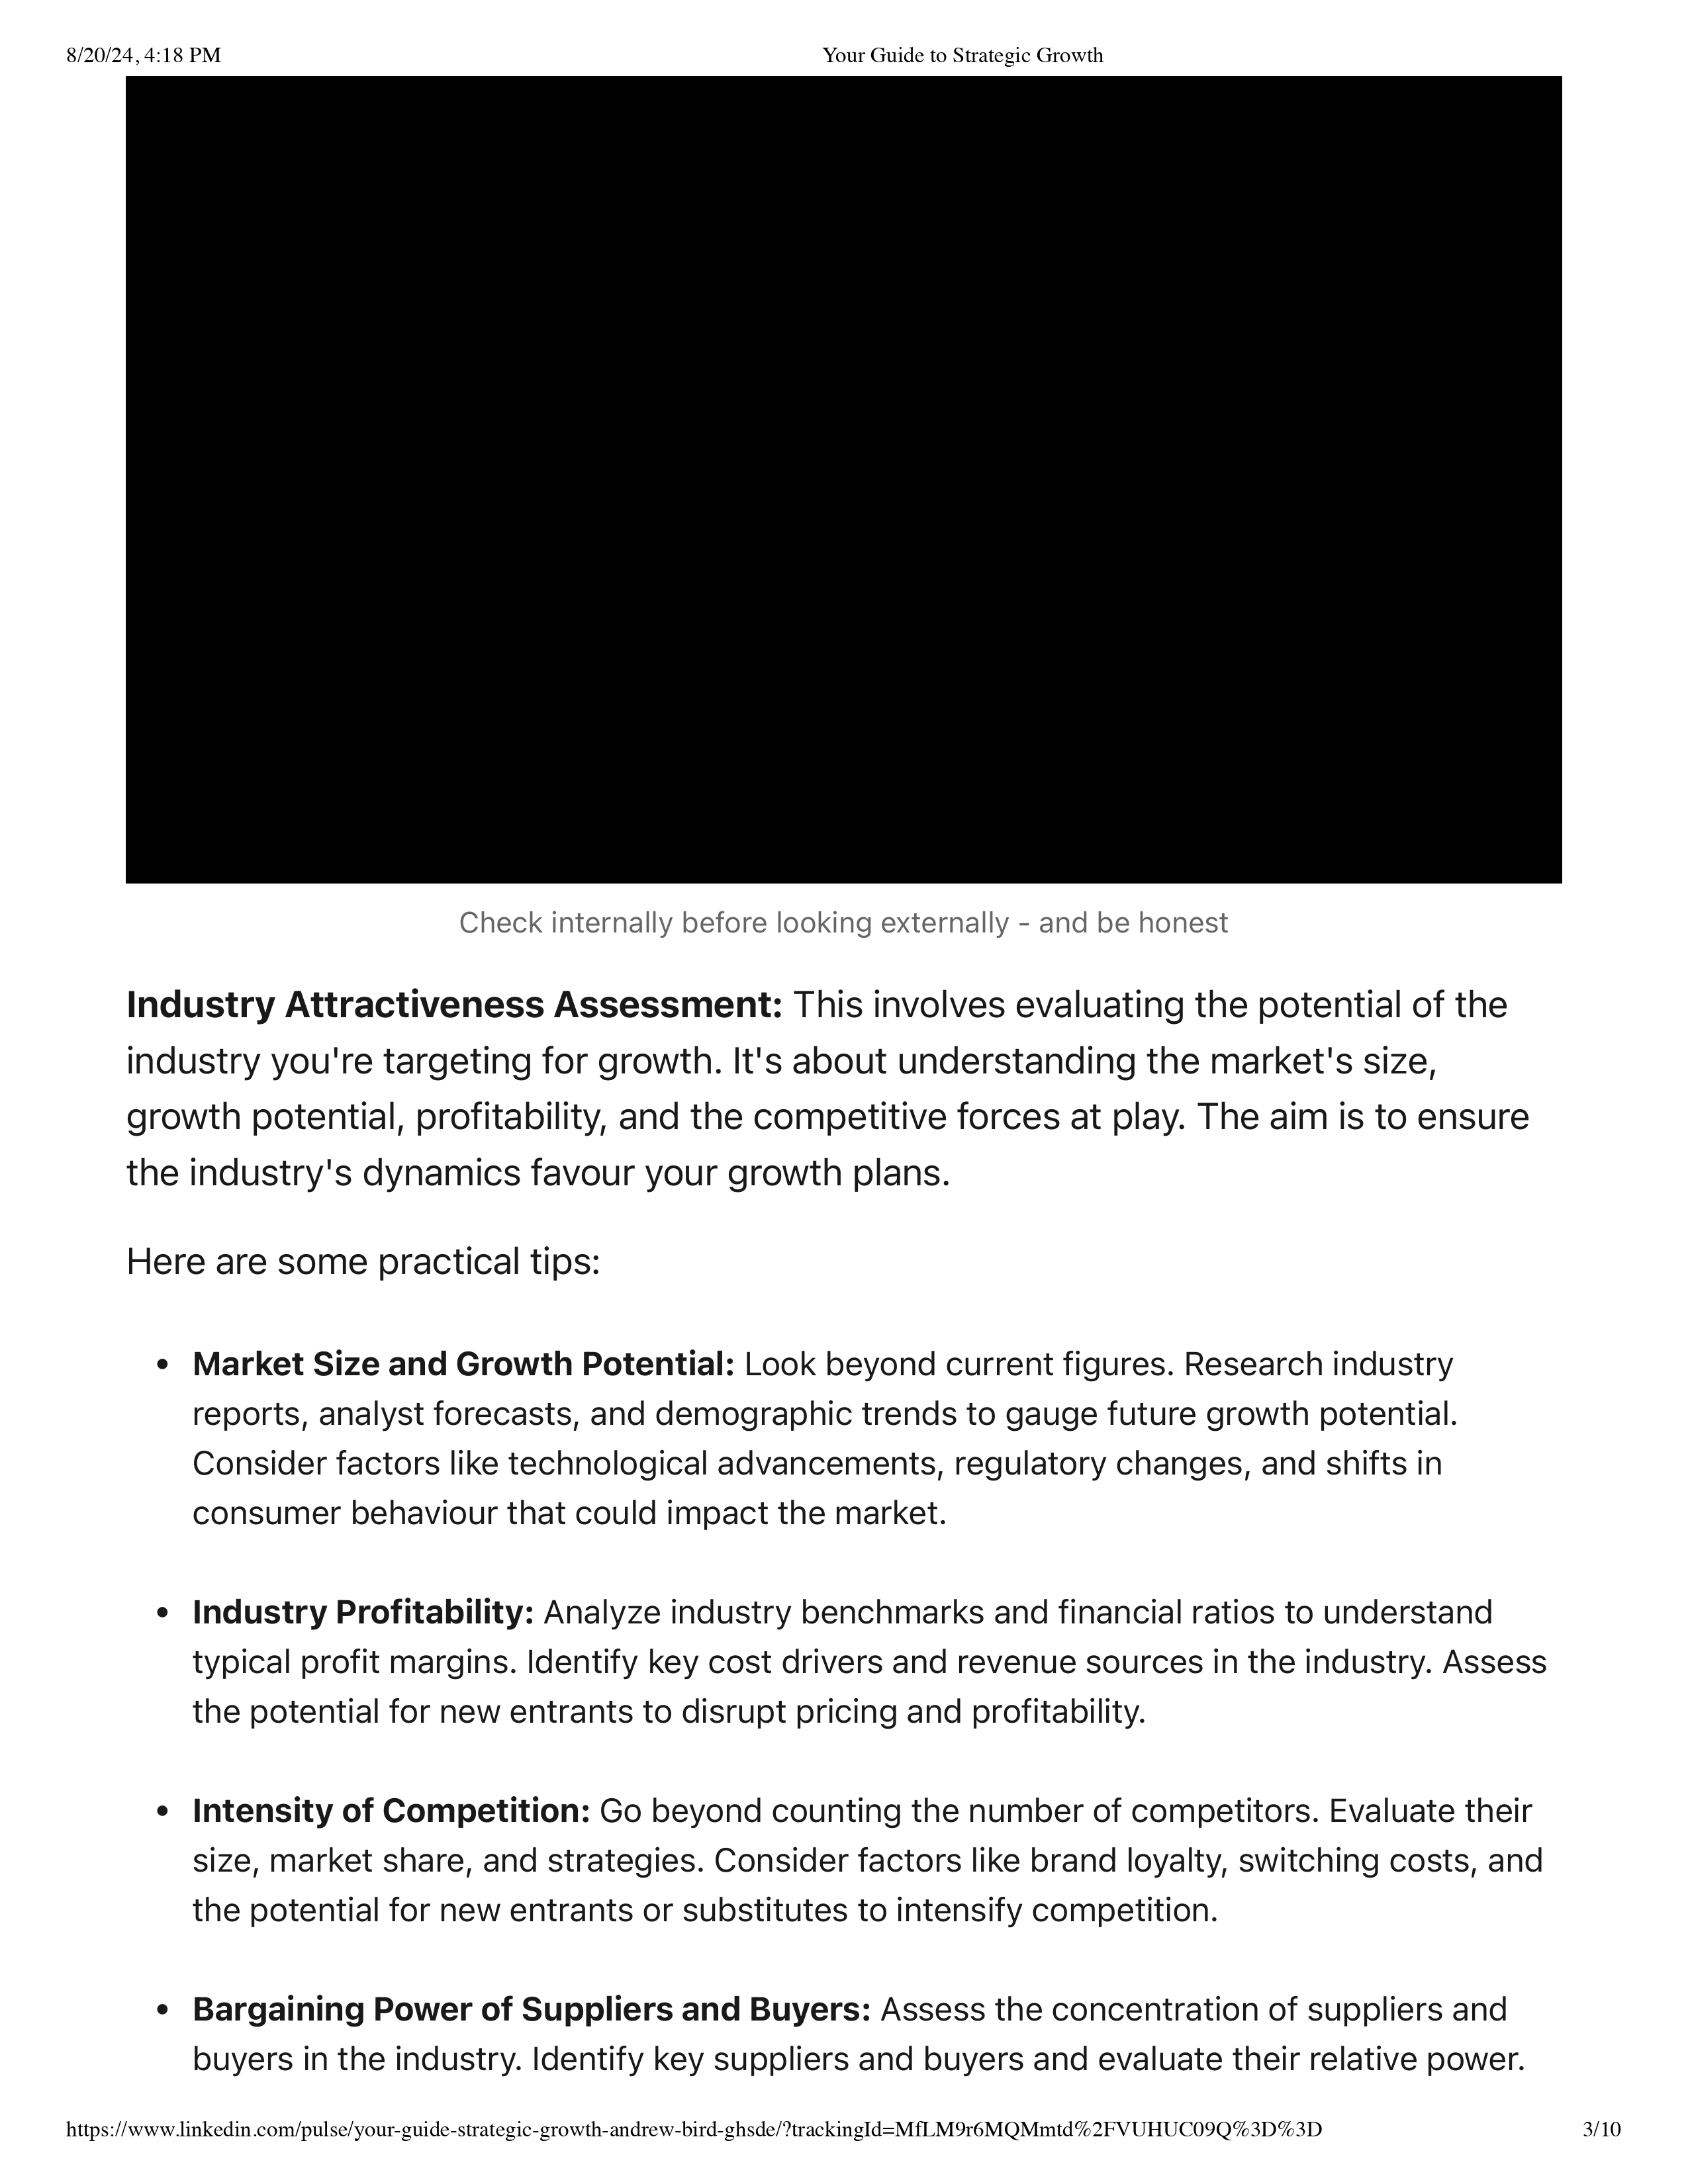 8/20/24, 4:18 PM
Your Guide to Strategic Growth
Check internally before looking externally - and be honest
Industry Attractiveness Assessment: This involves evaluating the potential of the
industry you're targeting for growth. It's about understanding the market's size,
growth potential, profitability, and the competitive forces at play. The aim is to ensure
the industry's dynamics favour your growth plans.
Here are some practical tips:
• Market Size and Growth Potential: Look beyond current figures. Research industry
reports, analyst forecasts, and demographic trends to gauge future growth potential.
Consider factors like technological advancements, regulatory changes, and shifts in
consumer behaviour that could impact the market.
• Industry Profitability: Analyze industry benchmarks and financial ratios to understand
typical profit margins. Identify key cost drivers and revenue sources in the industry. Assess
the potential for new entrants to disrupt pricing and profitability.
• Intensity of Competition: Go beyond counting the number of competitors. Evaluate their
size, market share, and strategies. Consider factors like brand loyalty, switching costs, and
the potential for new entrants or substitutes to intensify competition.
• Bargaining Power of Suppliers and Buyers: Assess the concentration of suppliers and
buyers in the industry. Identify key suppliers and buyers and evaluate their relative power.
https://www.linkedin.com/pulse/your-guide-strategic-growth-andrew-bird-ghsde/?trackingId=MfLM9r6MQMmtd%2FVUHUC09Q%3D%3D
3/10